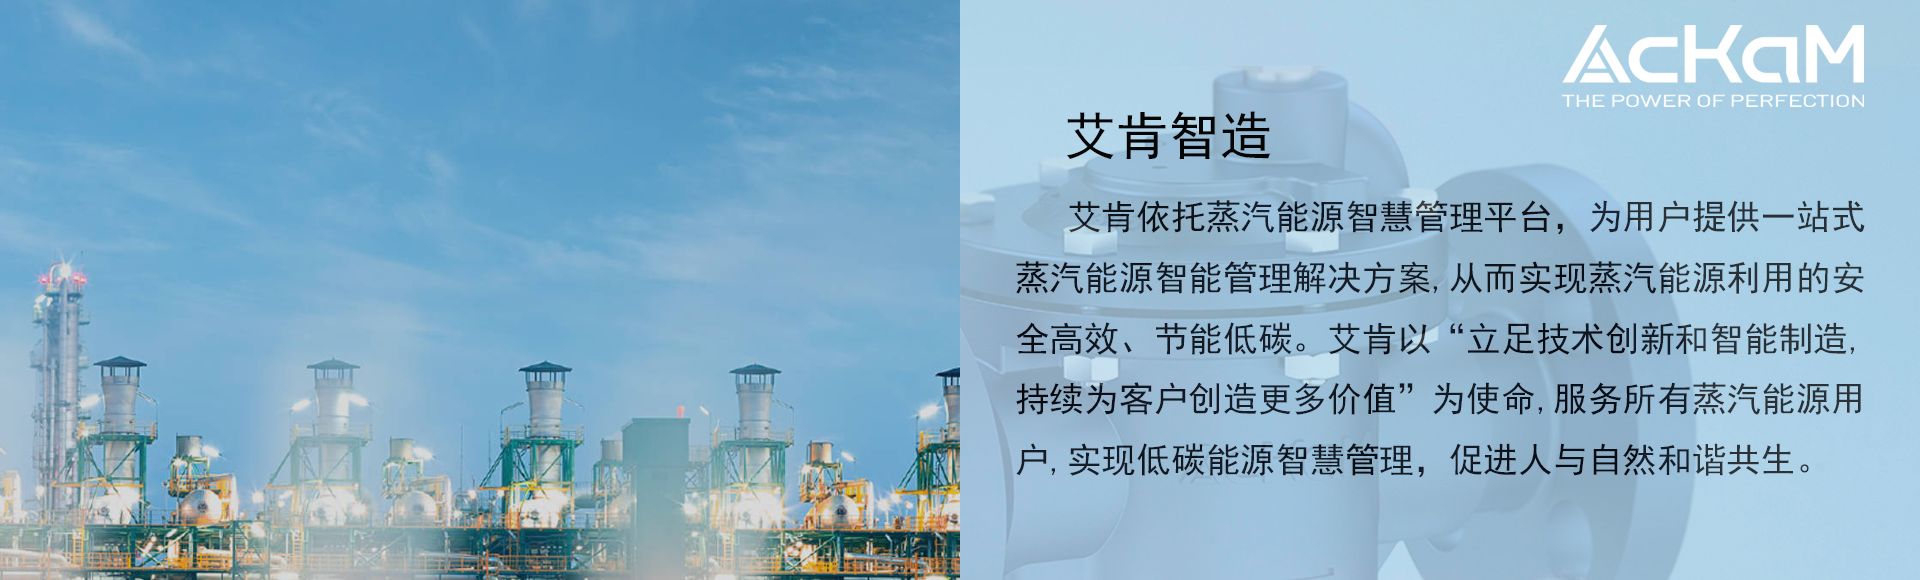 AcKaM
THE POWER OF PERFECTION
艾肯智造
艾肯依托蒸汽能源智慧管理平台，为用户提供一站式
蒸汽能源智能管理解决方案,从而实现蒸汽能源利用的安
全高效、节能低碳。艾肯以“立足技术创新和智能制造,
持续为客户创造更多价值”为使命,服务所有蒸汽能源用
户,实现低碳能源智慧管理，促进人与自然和谐共生。